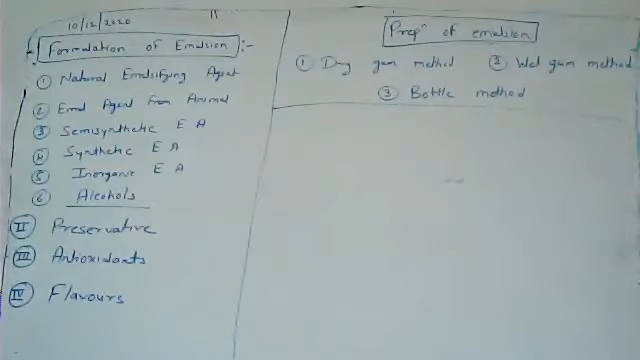 10/12/2020
Formulation of Emulsion :-
① Natural Emulsifying Agent
② Emul Agent from Animal
③ Semisynthetic E A
④ Synthetic E A
⑤ Inorganic E A
⑥ Alcohols
II Preservative
III Antioxidants
IV Flavours
Prepn of emulsion
① Dry gum method ② Wet gum method
③ Bottle method